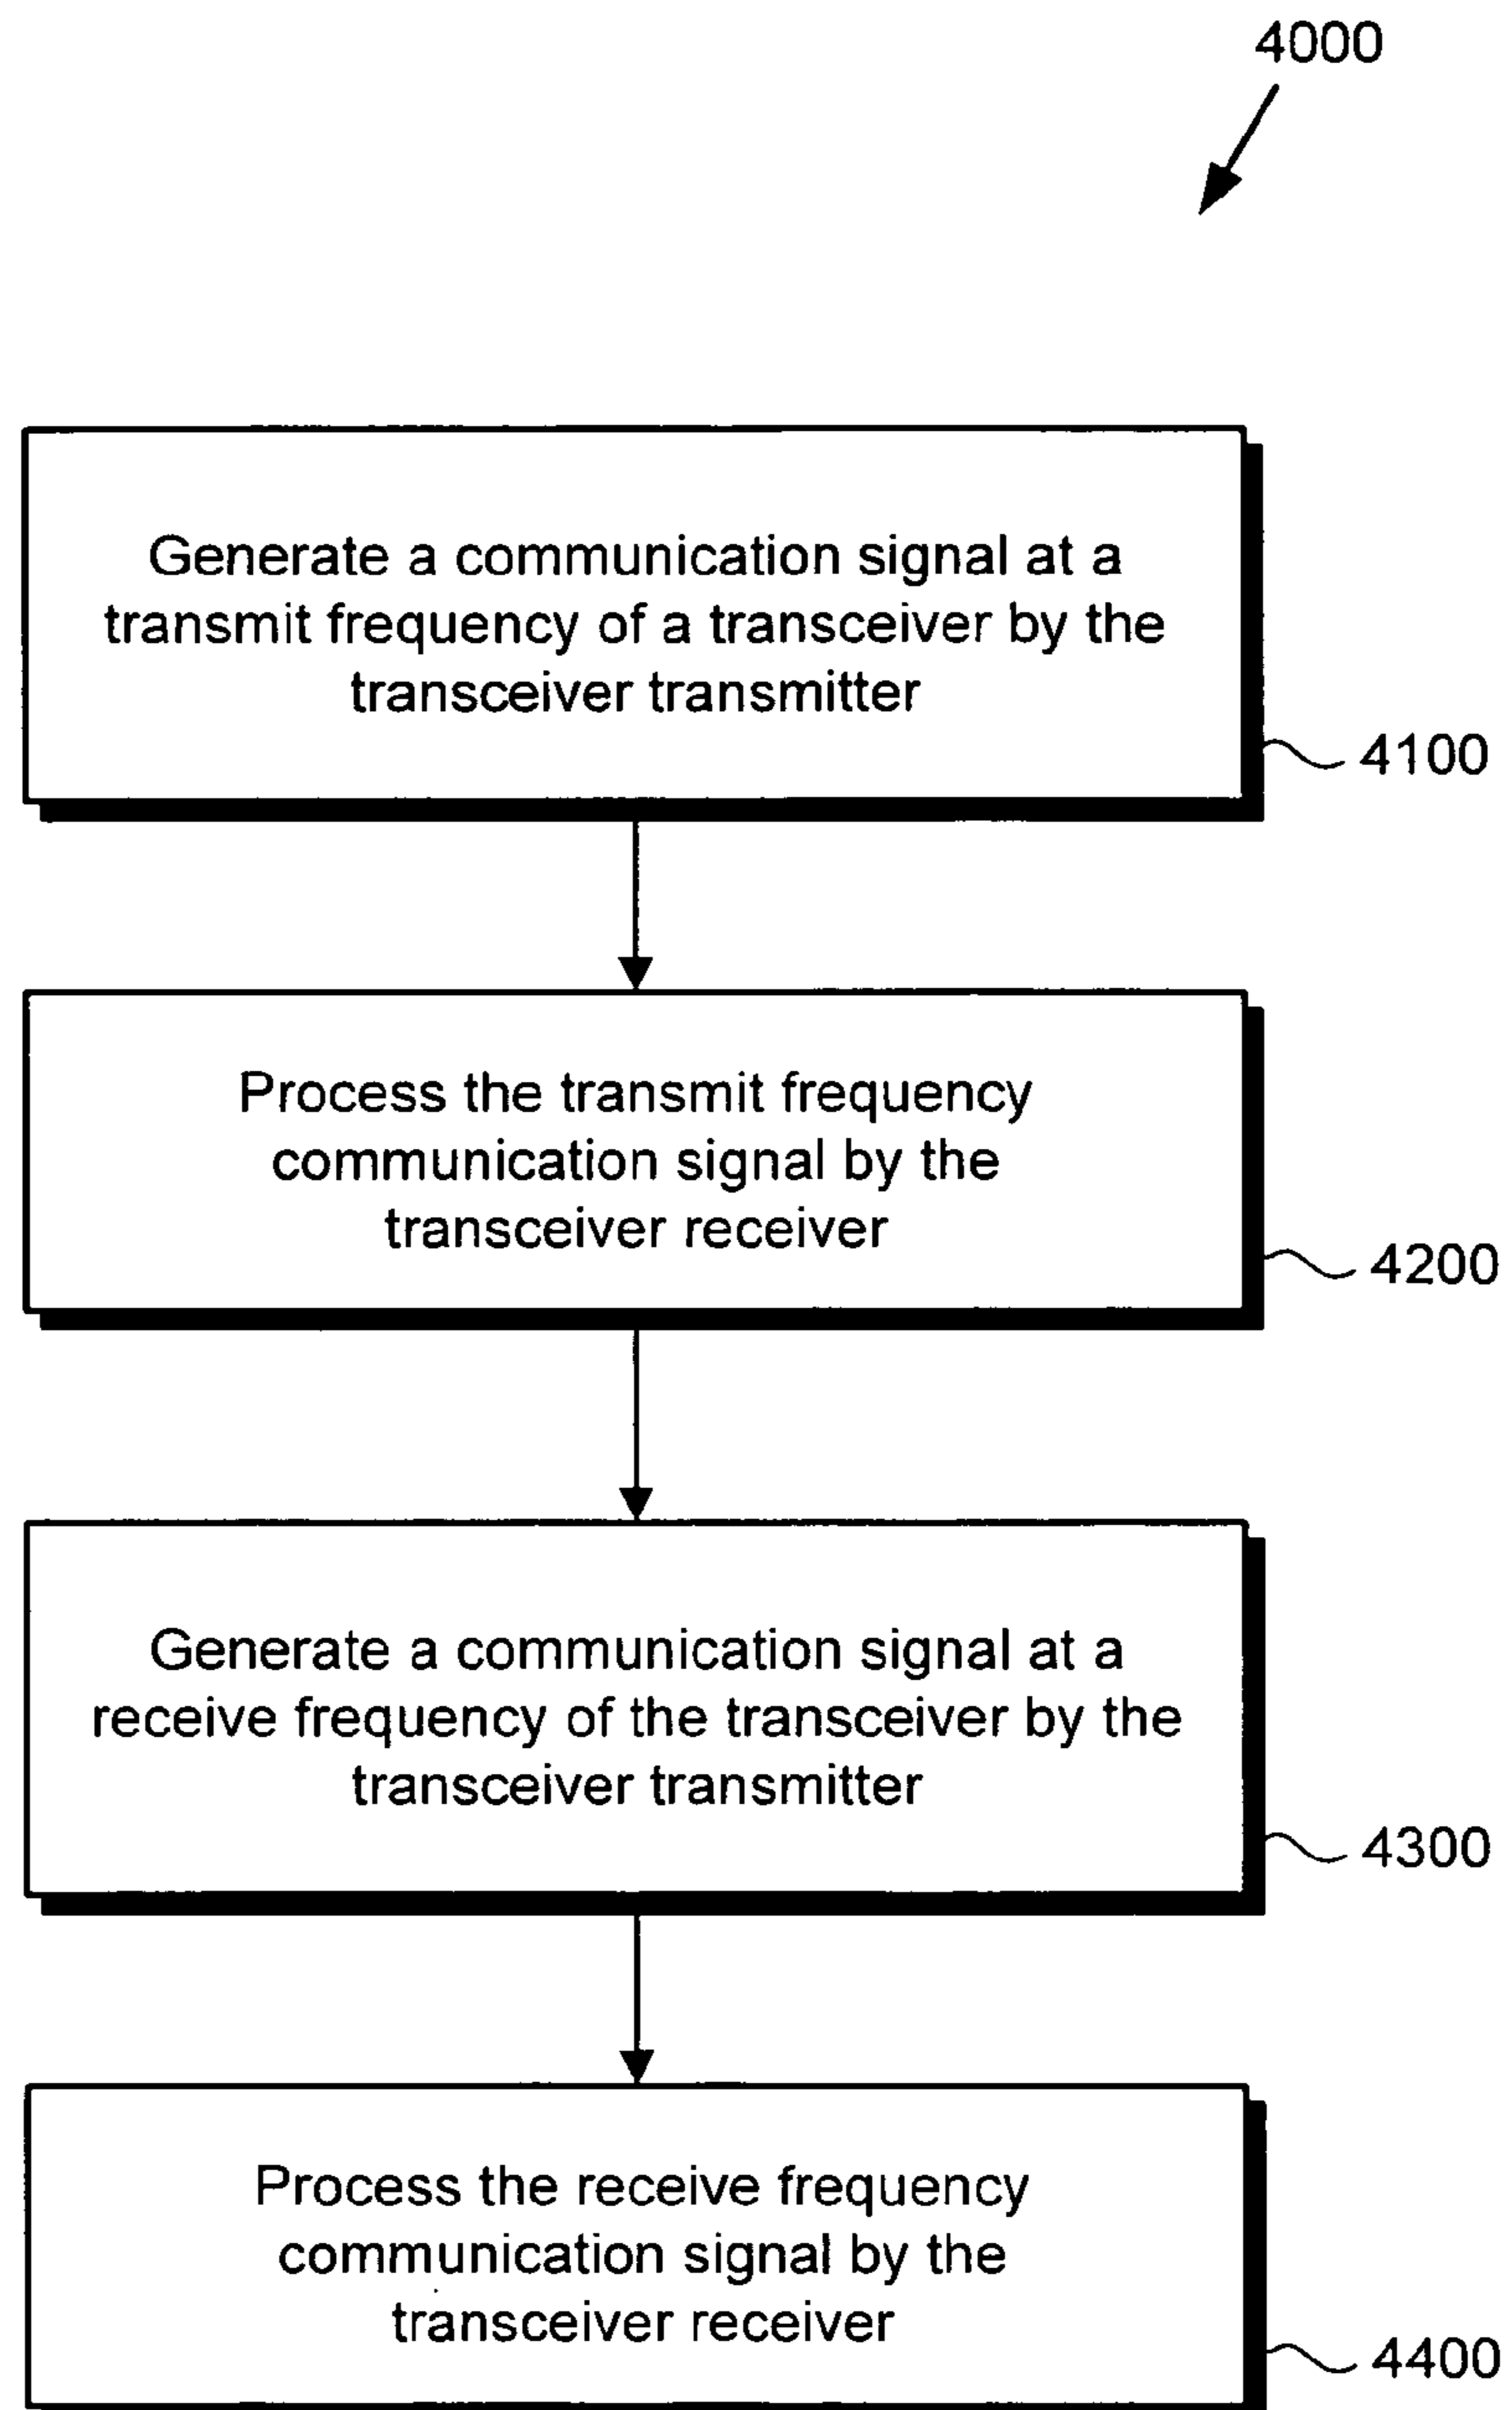 4000
Generate a communication signal at a
transmit frequency of a transceiver by the
transceiver transmitter
4100
Process the transmit frequency
communication signal by the
transceiver receiver
4200
Generate a communication signal at a
receive frequency of the transceiver by the
transceiver transmitter
4300
Process the receive frequency
communication signal by the
transceiver receiver
4400